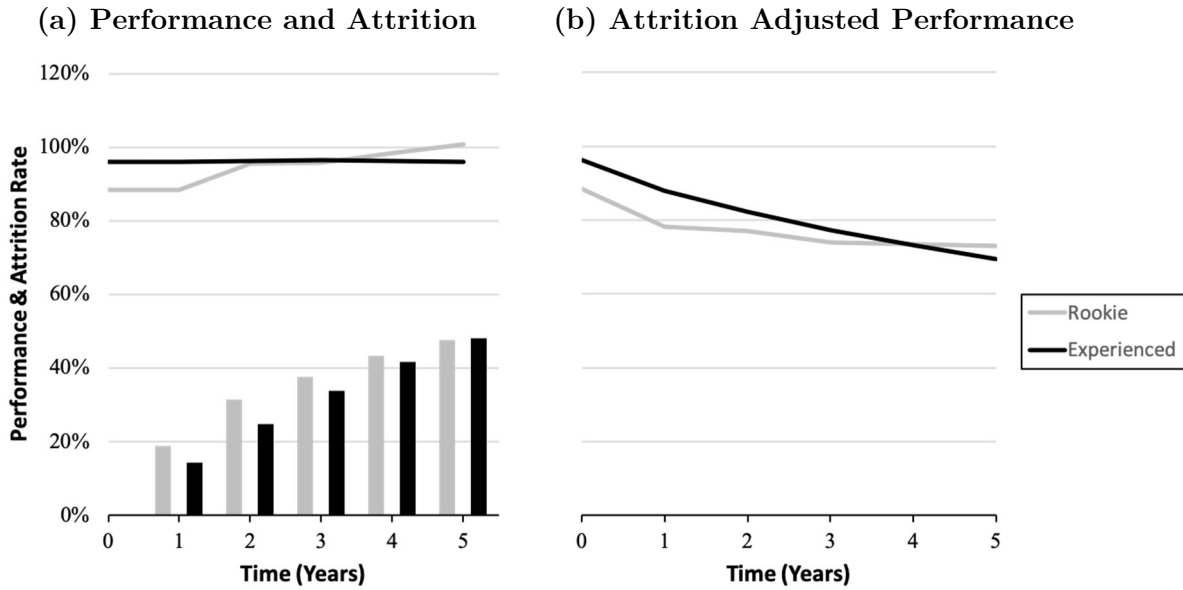 (a) Performance and Attrition
(b) Attrition Adjusted Performance
Performance & Attrition Rate
120%
100%
80%
60%
40%
20%
0%
0 1 2 3 4 5
Time (Years)
0 1 2 3 4 5
Time (Years)
Rookie
Experienced